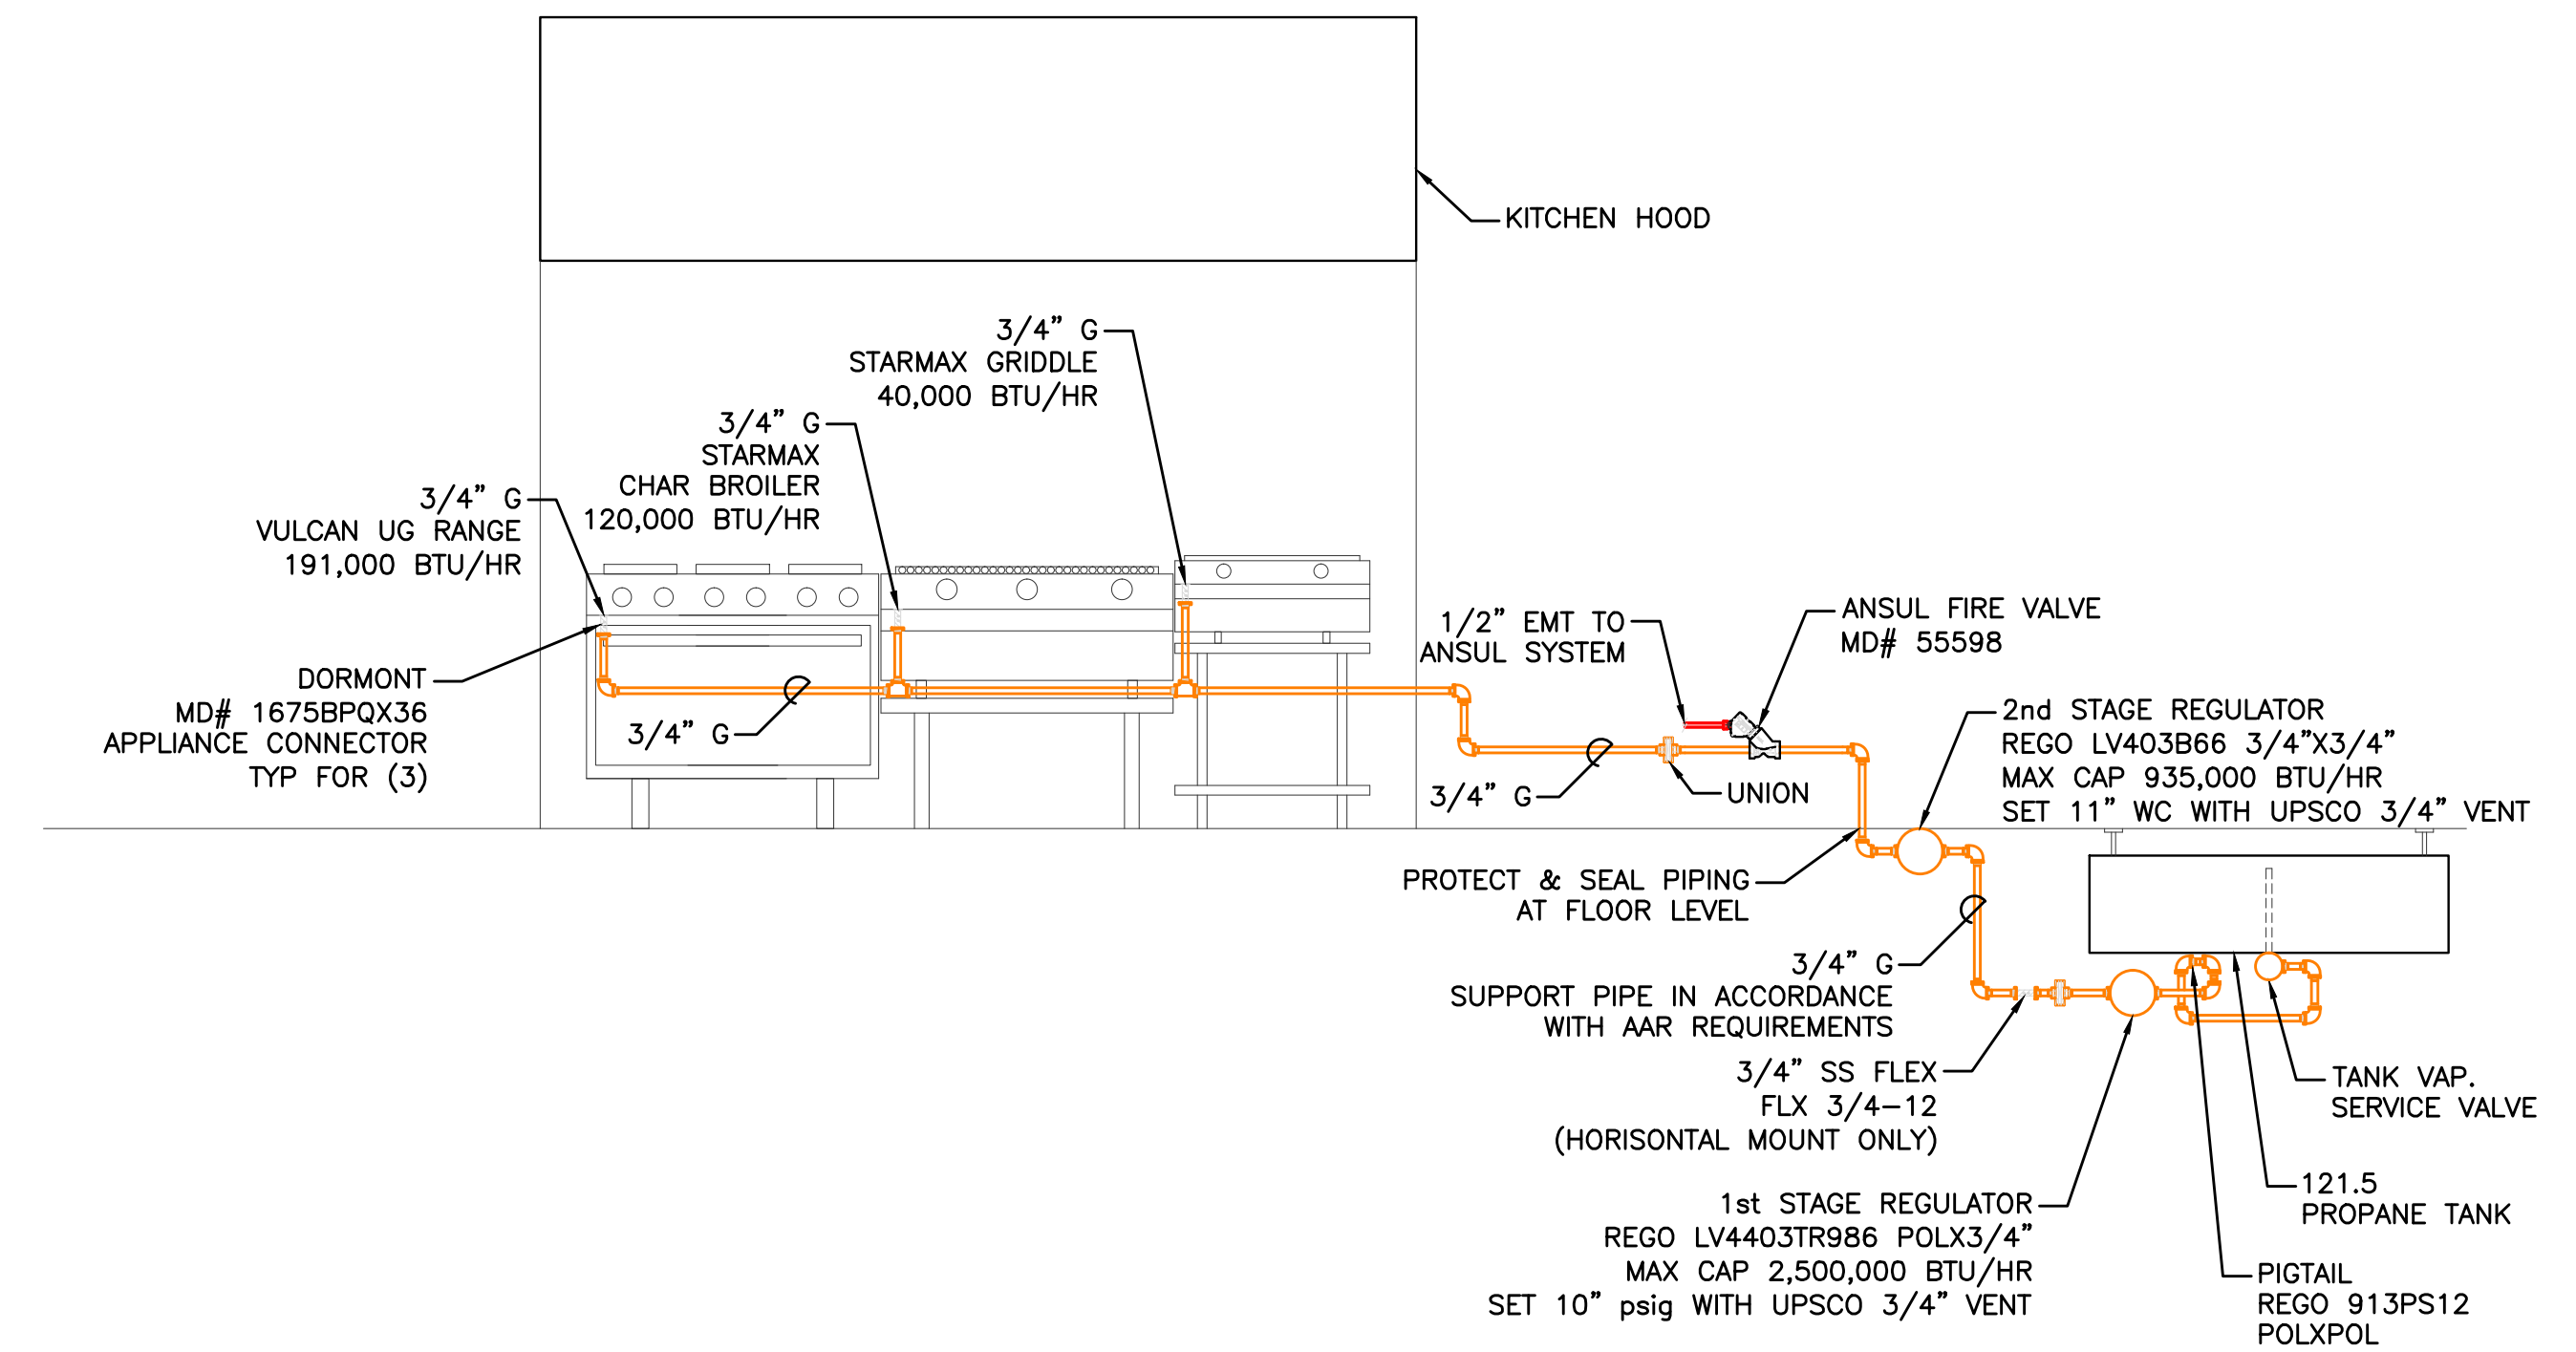 KITCHEN HOOD
3/4" G
STARMAX GRIDDLE
40,000 BTU/HR
3/4" G
STARMAX
CHAR BROILER
120,000 BTU/HR
3/4" G
VULCAN UG RANGE
191,000 BTU/HR
DORMONT
MD# 1675BPQX36
APPLIANCE CONNECTOR
TYP FOR (3)
3/4" G
1/2" EMT TO
ANSUL SYSTEM
ANSUL FIRE VALVE
MD# 55598
3/4" G
UNION
2nd STAGE REGULATOR
REGO LV403B66 3/4"X3/4"
MAX CAP 935,000 BTU/HR
SET 11" WC WITH UPSCO 3/4" VENT
PROTECT & SEAL PIPING
AT FLOOR LEVEL
3/4" G
SUPPORT PIPE IN ACCORDANCE
WITH AAR REQUIREMENTS
3/4" SS FLEX
FLX 3/4-12
(HORISONTAL MOUNT ONLY)
1st STAGE REGULATOR
REGO LV4403TR986 POLX3/4"
MAX CAP 2,500,000 BTU/HR
SET 10" psig WITH UPSCO 3/4" VENT
TANK VAP.
SERVICE VALVE
121.5
PROPANE TANK
PIGTAIL
REGO 913PS12
POLXPOL